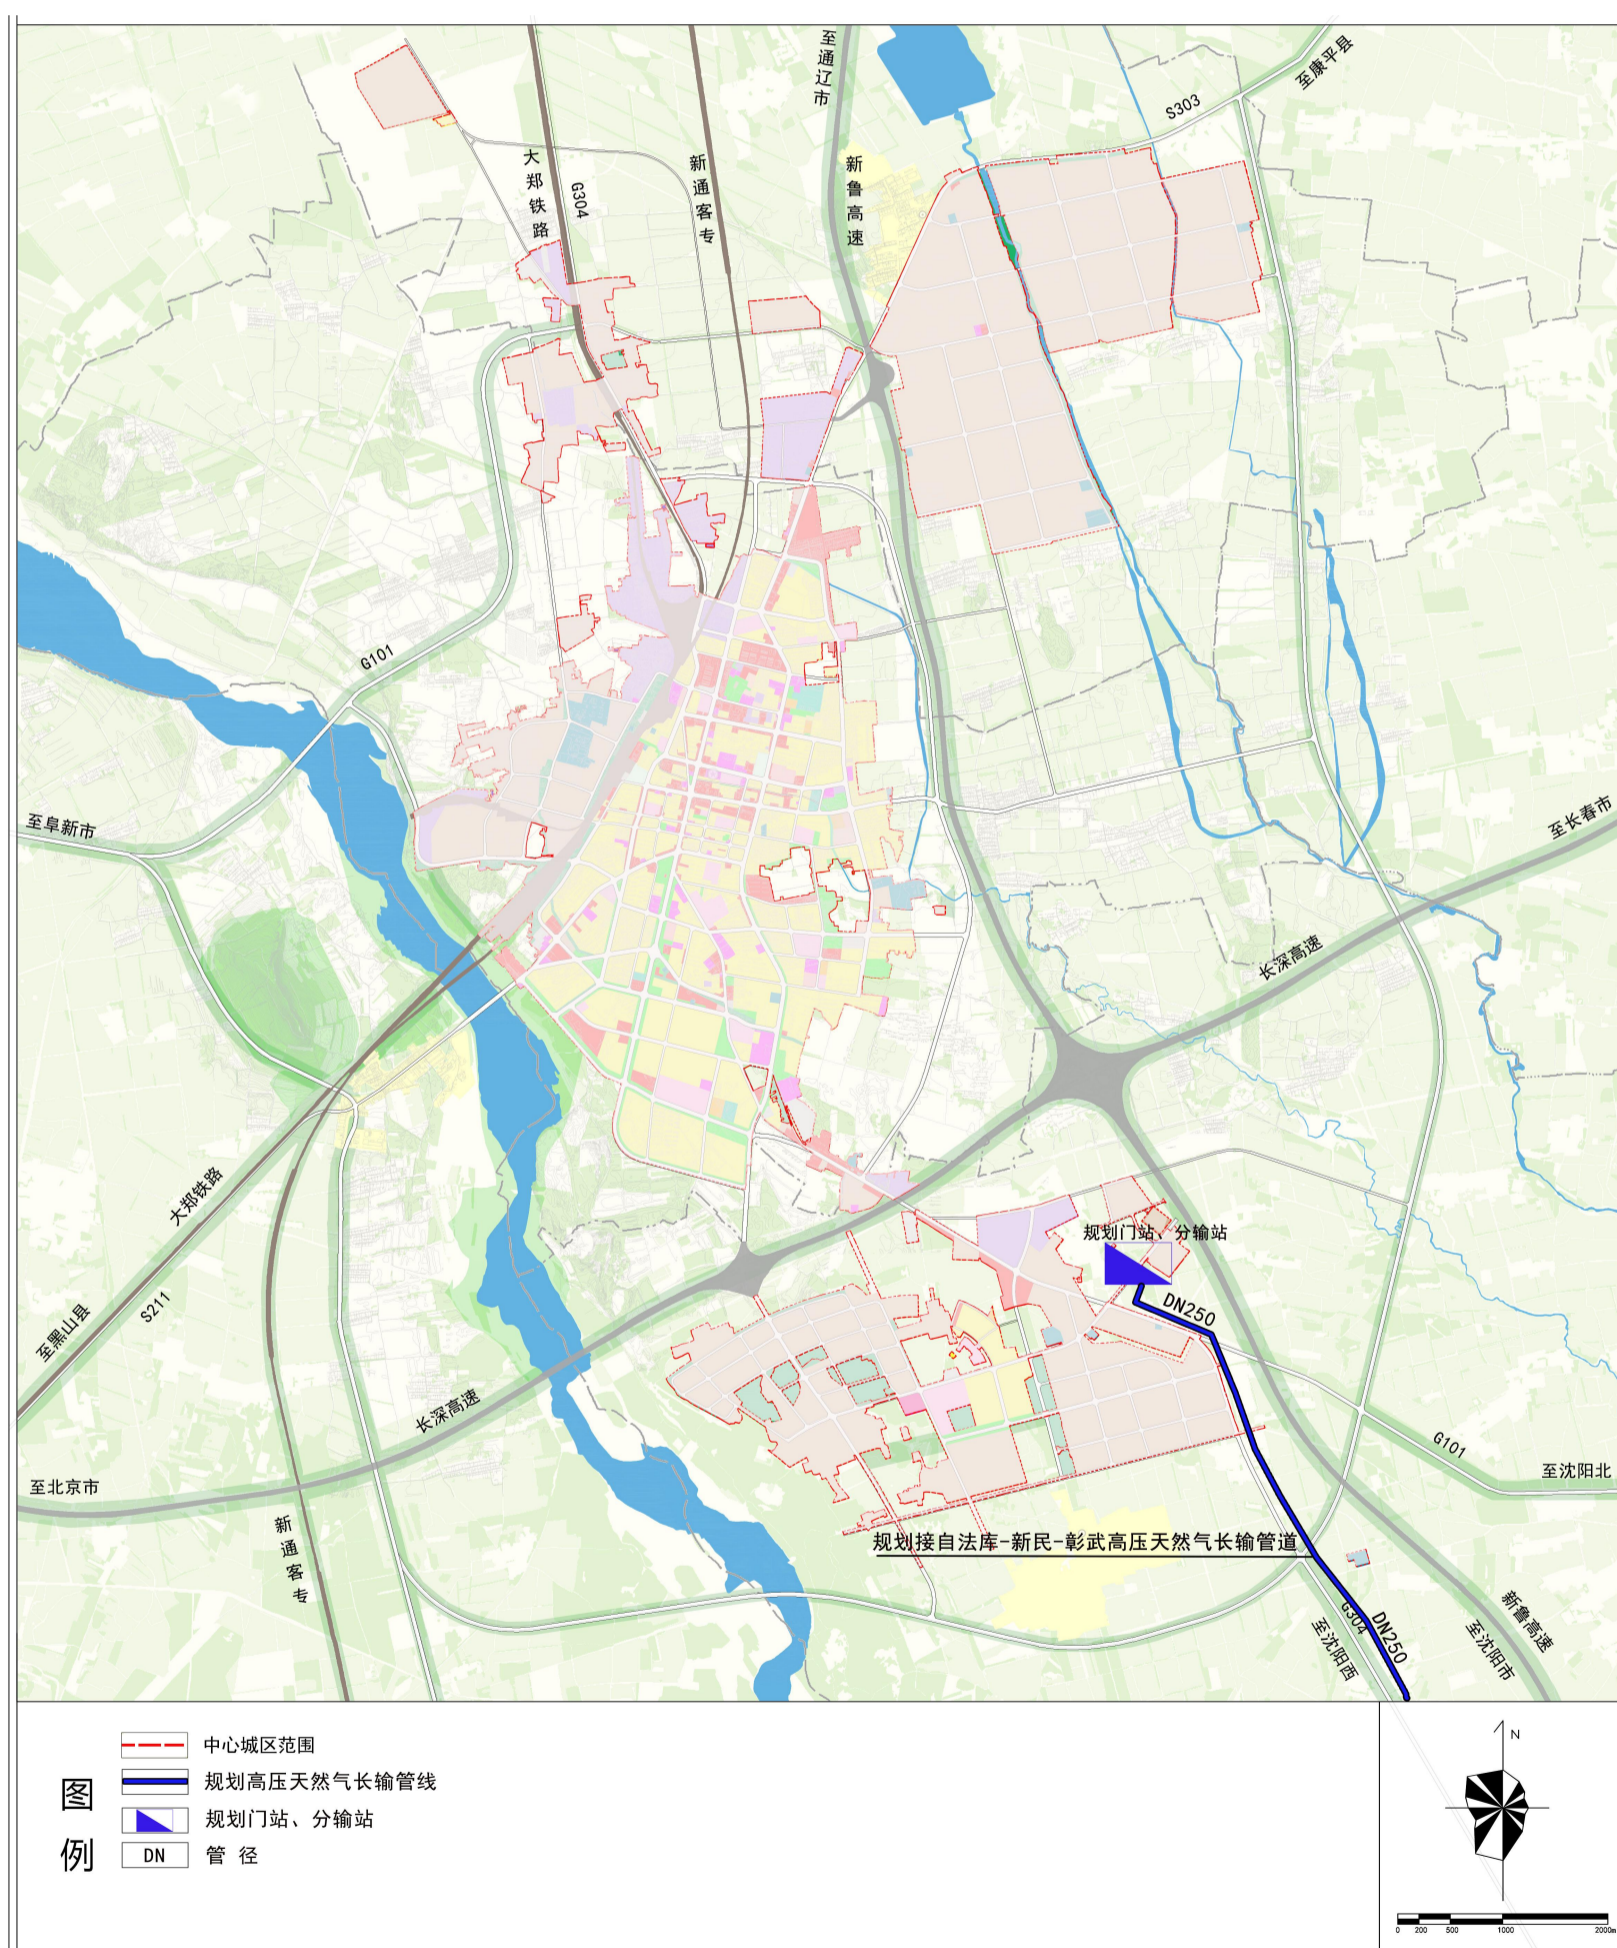 至通辽市
至康平县
S303
大郑铁路
G304
新通客专
新鲁高速
G101
至阜新市
至长春市
长深高速
大郑铁路
S211
至黑山县
规划门站、分输站
DN250
长深高速
G101
至北京市
至沈阳北
新通客专
规划接自法库-新民-彰武高压天然气长输管道
G304
DN250
至沈阳西
新鲁高速
至沈阳市
图例
中心城区范围
规划高压天然气长输管线
规划门站、分输站
DN 管 径
N
0 200 500 1000 2000m